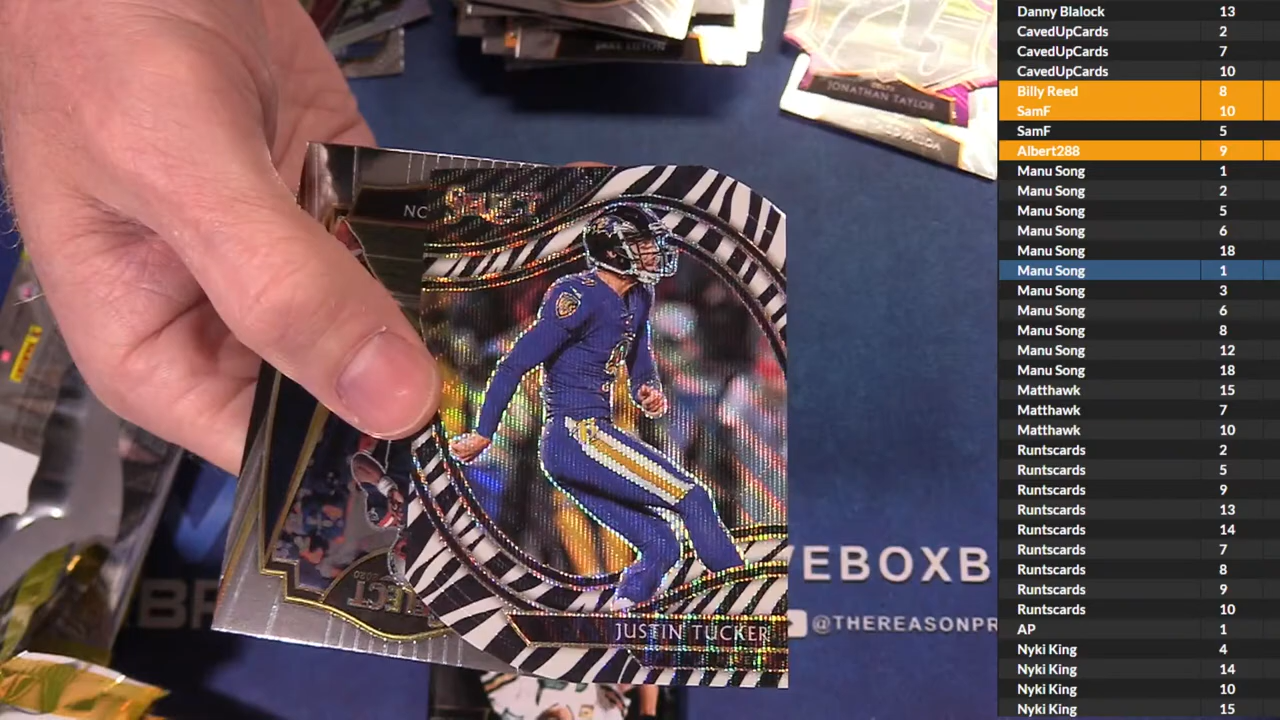 JONATHAN TAYLOR
NC
SELECT
SELECT
2020
JUSTIN TUCKER
VEBOXB
@THEREASONPR
Danny Blalock 13
CavedUpCards 2
CavedUpCards 7
CavedUpCards 10
Billy Reed 8
SamF 10
SamF 5
Albert288 9
Manu Song 1
Manu Song 2
Manu Song 5
Manu Song 6
Manu Song 18
Manu Song 1
Manu Song 3
Manu Song 6
Manu Song 8
Manu Song 12
Manu Song 18
Matthawk 15
Matthawk 7
Matthawk 10
Runtscards 2
Runtscards 5
Runtscards 9
Runtscards 13
Runtscards 14
Runtscards 7
Runtscards 8
Runtscards 9
Runtscards 10
AP 1
Nyki King 4
Nyki King 14
Nyki King 10
Nyki King 15